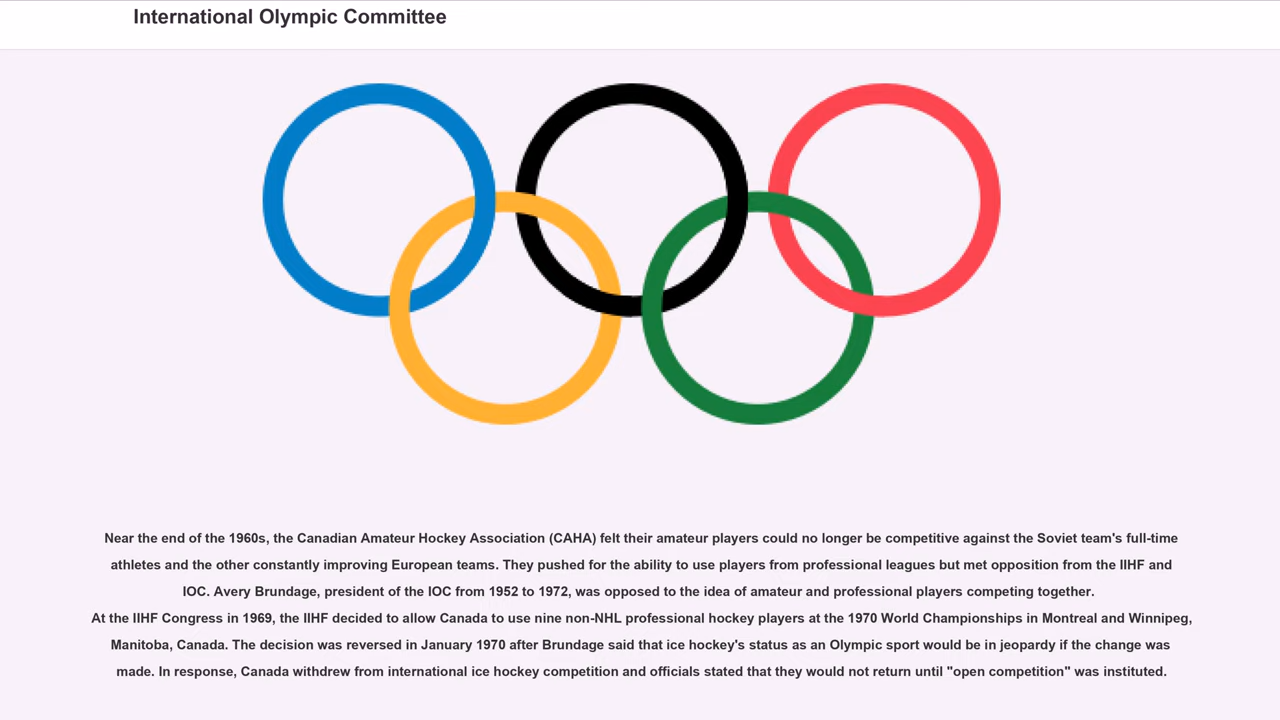 International Olympic Committee
Near the end of the 1960s, the Canadian Amateur Hockey Association (CAHA) felt their amateur players could no longer be competitive against the Soviet team's full-time
athletes and the other constantly improving European teams. They pushed for the ability to use players from professional leagues but met opposition from the IIHF and
IOC. Avery Brundage, president of the IOC from 1952 to 1972, was opposed to the idea of amateur and professional players competing together.
At the IIHF Congress in 1969, the IIHF decided to allow Canada to use nine non-NHL professional hockey players at the 1970 World Championships in Montreal and Winnipeg,
Manitoba, Canada. The decision was reversed in January 1970 after Brundage said that ice hockey's status as an Olympic sport would be in jeopardy if the change was
made. In response, Canada withdrew from international ice hockey competition and officials stated that they would not return until "open competition" was instituted.